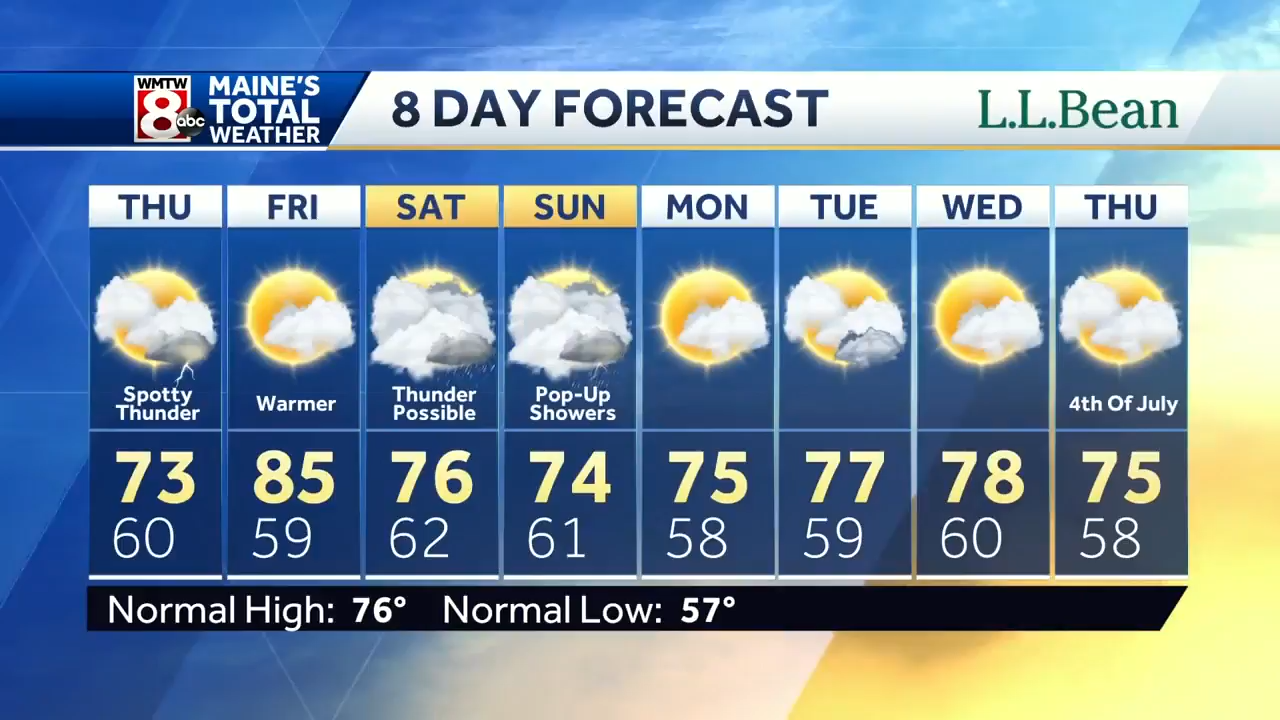 WMTW
8
abc
MAINE'S
TOTAL
WEATHER
8 DAY FORECAST
L.L.Bean
THU
Spotty
Thunder
73
60
FRI
Warmer
85
59
SAT
Thunder
Possible
76
62
SUN
Pop-Up
Showers
74
61
MON
75
58
TUE
77
59
WED
78
60
THU
4th Of July
75
58
Normal High: 76° Normal Low: 57°